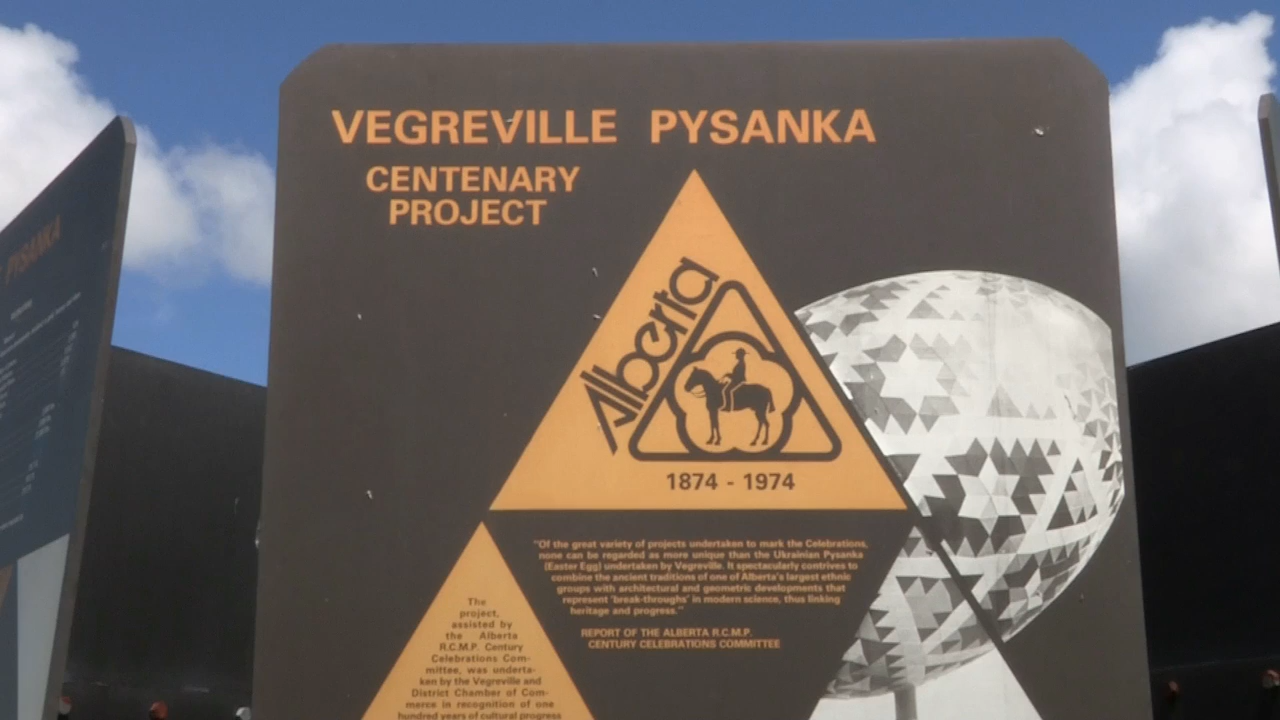 VEGREVILLE PYSANKA
CENTENARY
PROJECT
Alberta
1874 - 1974
"Of the great variety of projects undertaken to mark the Celebrations,
none can be regarded as more unique than the Ukrainian Pysanka
(Easter Egg) undertaken by Vegreville. It spectacularly contrives to
combine the ancient traditions of one of Alberta's largest ethnic
groups with architectural and geometric developments that
represent 'break-throughs' in modern science, thus linking
heritage and progress."
REPORT OF THE ALBERTA R.C.M.P.
CENTURY CELEBRATIONS COMMITTEE
The
project,
assisted by
the Alberta
R.C.M.P. Century
Celebrations Com-
mittee, was underta-
ken by the Vegreville and
District Chamber of Com-
merce in recognition of one
hundred years of cultural progress
PYSANKA